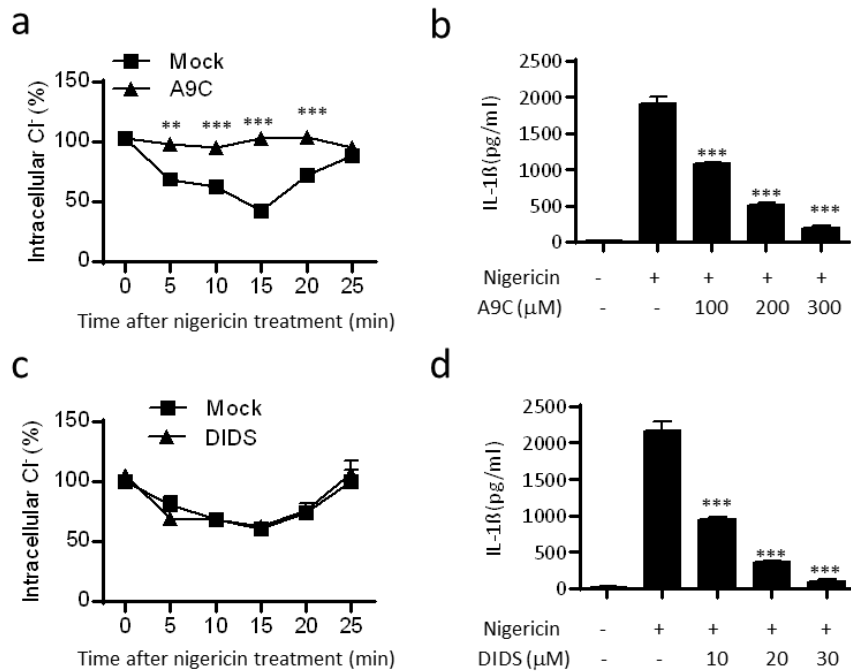 a
Mock
A9C
Intracellular Cl⁻ (%)
150
100
50
0
** *** *** ***
0 5 10 15 20 25
Time after nigericin treatment (min)
b
IL-1ß(pg/ml)
2500
2000
1500
1000
500
0
***
***
***
Nigericin - + + + +
A9C (µM) - - 100 200 300
c
Mock
DIDS
Intracellular Cl⁻ (%)
150
100
50
0
0 5 10 15 20 25
Time after nigericin treatment (min)
d
IL-1ß(pg/ml)
2500
2000
1500
1000
500
0
***
***
***
Nigericin - + + + +
DIDS (µM) - - 10 20 30